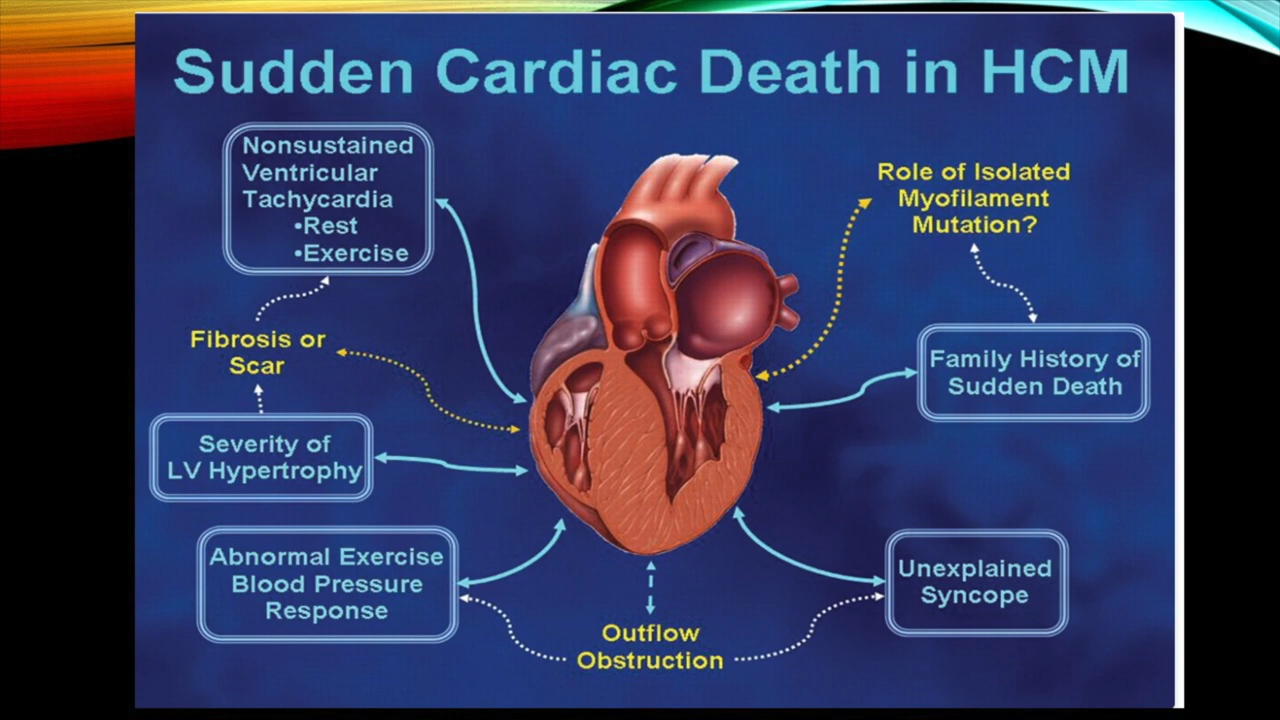 Sudden Cardiac Death in HCM
Nonsustained
Ventricular
Tachycardia
•Rest
•Exercise
Role of Isolated
Myofilament
Mutation?
Fibrosis or
Scar
Family History of
Sudden Death
Severity of
LV Hypertrophy
Abnormal Exercise
Blood Pressure
Response
Unexplained
Syncope
Outflow
Obstruction